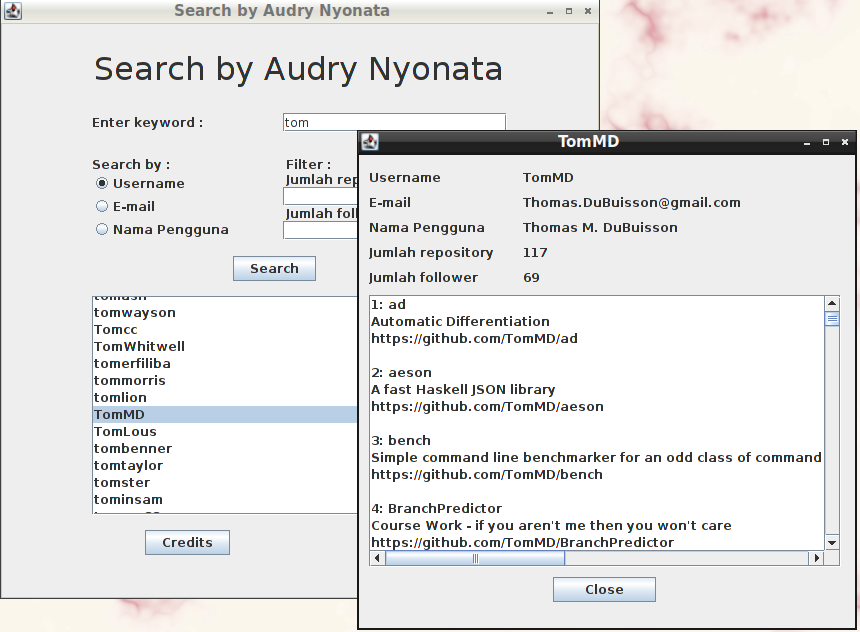 Search by Audry Nyonata
Search by Audry Nyonata
Enter keyword :
tom
Search by :
Username
E-mail
Nama Pengguna
Filter :
Jumlah
Jumlah
Search
tomwayson
Tomcc
TomWhitwell
tomerfiliba
tommorris
tomlion
TomMD
TomLous
tombenner
tomtaylor
tomster
tominsam
Credits
TomMD
Username TomMD
E-mail Thomas.DuBuisson@gmail.com
Nama Pengguna Thomas M. DuBuisson
Jumlah repository 117
Jumlah follower 69
1: ad
Automatic Differentiation
https://github.com/TomMD/ad
2: aeson
A fast Haskell JSON library
https://github.com/TomMD/aeson
3: bench
Simple command line benchmarker for an odd class of command
https://github.com/TomMD/bench
4: BranchPredictor
Course Work - if you aren't me then you won't care
https://github.com/TomMD/BranchPredictor
Close